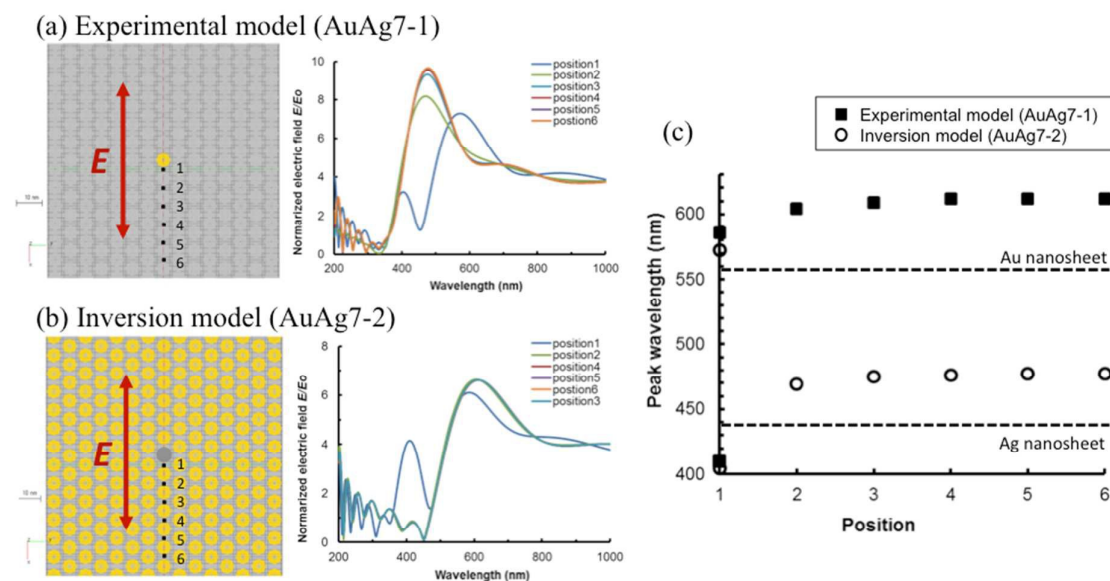 (a) Experimental model (AuAg7-1)
E
1
2
3
4
5
6
10 nm
Normarized electric field E/Eo
10
8
6
4
2
0
200 400 600 800 1000
Wavelength (nm)
position1
position2
position3
position4
position5
postion6
(b) Inversion model (AuAg7-2)
E
1
2
3
4
5
6
10 nm
Normarized electric field E/Eo
8
6
4
2
0
200 400 600 800 1000
Wavelength (nm)
position1
position2
position4
position5
postion6
position3
(c)
Experimental model (AuAg7-1)
Inversion model (AuAg7-2)
Peak wavelength (nm)
600
550
500
450
400
Au nanosheet
Ag nanosheet
1 2 3 4 5 6
Position